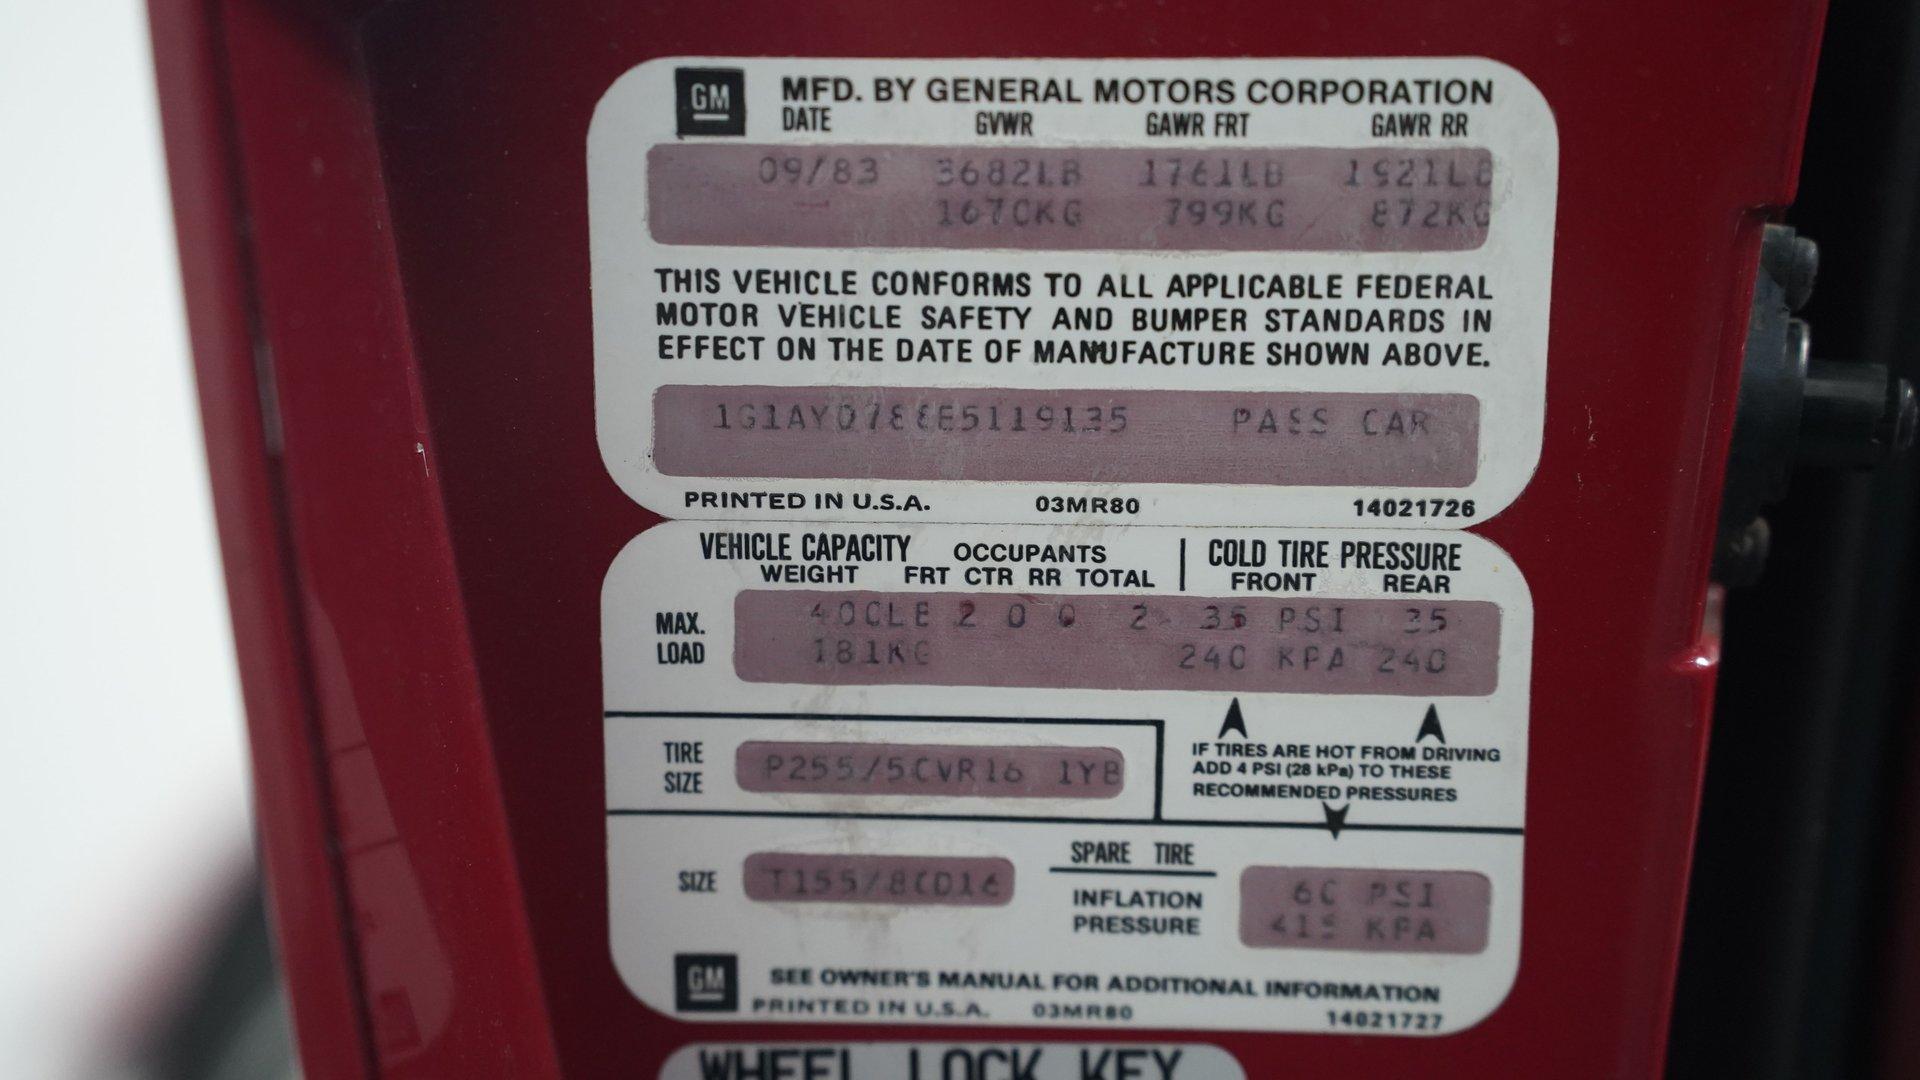 GM MFD. BY GENERAL MOTORS CORPORATION
DATE GVWR GAWR FRT GAWR RR
09/83 3682LB 1761LB 1921LB
1670KG 799KG 872KG
THIS VEHICLE CONFORMS TO ALL APPLICABLE FEDERAL
MOTOR VEHICLE SAFETY AND BUMPER STANDARDS IN
EFFECT ON THE DATE OF MANUFACTURE SHOWN ABOVE.
1G1AY0788E5119135 PASS CAR
PRINTED IN U.S.A. 03MR80 14021726
VEHICLE CAPACITY OCCUPANTS COLD TIRE PRESSURE
WEIGHT FRT CTR RR TOTAL FRONT REAR
MAX. LOAD
400LB 2 0 0 2 35 PSI 35
181KG 240 KPA 240
TIRE SIZE
P255/50VR16 1YB
IF TIRES ARE HOT FROM DRIVING
ADD 4 PSI (28 kPa) TO THESE
RECOMMENDED PRESSURES
SPARE TIRE
SIZE T155/80D16
INFLATION PRESSURE
60 PSI
415 KPA
GM SEE OWNER'S MANUAL FOR ADDITIONAL INFORMATION
PRINTED IN U.S.A. 03MR80 14021727
WHEEL LOCK KEY